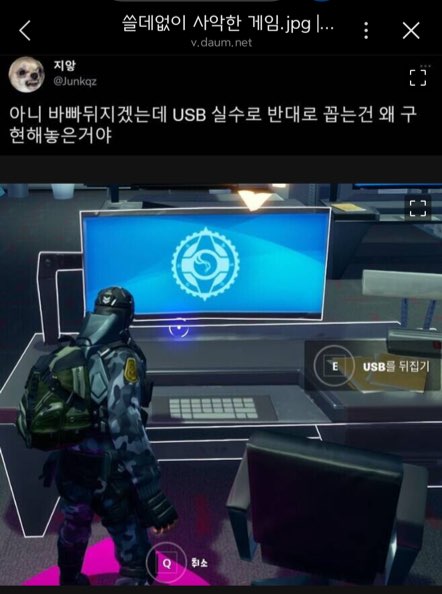 쓸데없이 사악한 게임.jpg |...
v.daum.net
지앙
@Junkqz
아니 바빠뒤지겠는데 USB 실수로 반대로 꼽는건 왜 구
현해놓은거야
E USB를 뒤집기
Q 취소